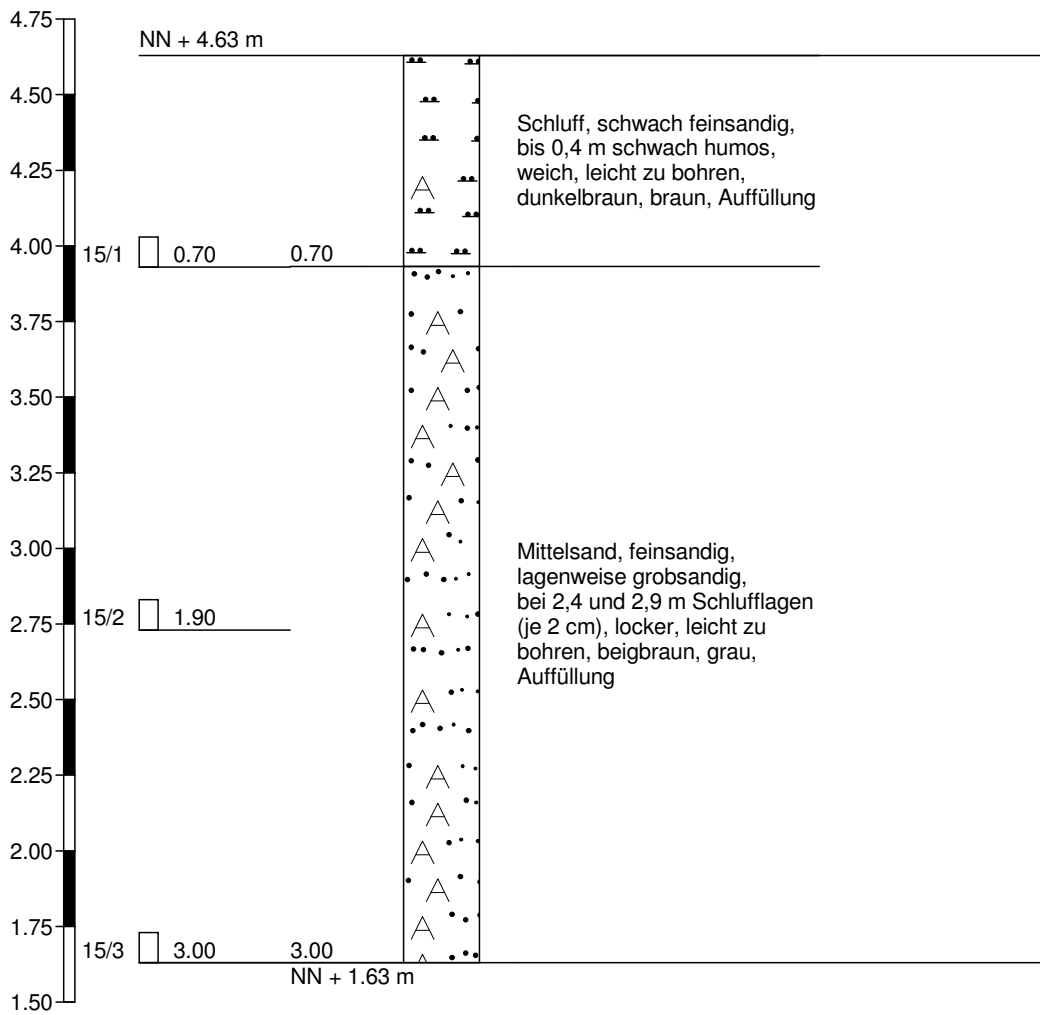 4.75
NN + 4.63 m
4.50
Schluff, schwach feinsandig,
bis 0,4 m schwach humos,
weich, leicht zu bohren,
dunkelbraun, braun, Auffüllung
4.25
4.00
15/1 0.70 0.70
3.75
3.50
3.25
3.00
Mittelsand, feinsandig,
lagenweise grobsandig,
bei 2,4 und 2,9 m Schlufflagen
(je 2 cm), locker, leicht zu
bohren, beigbraun, grau,
Auffüllung
15/2 1.90
2.75
2.50
2.25
2.00
1.75
15/3 3.00 3.00
NN + 1.63 m
1.50